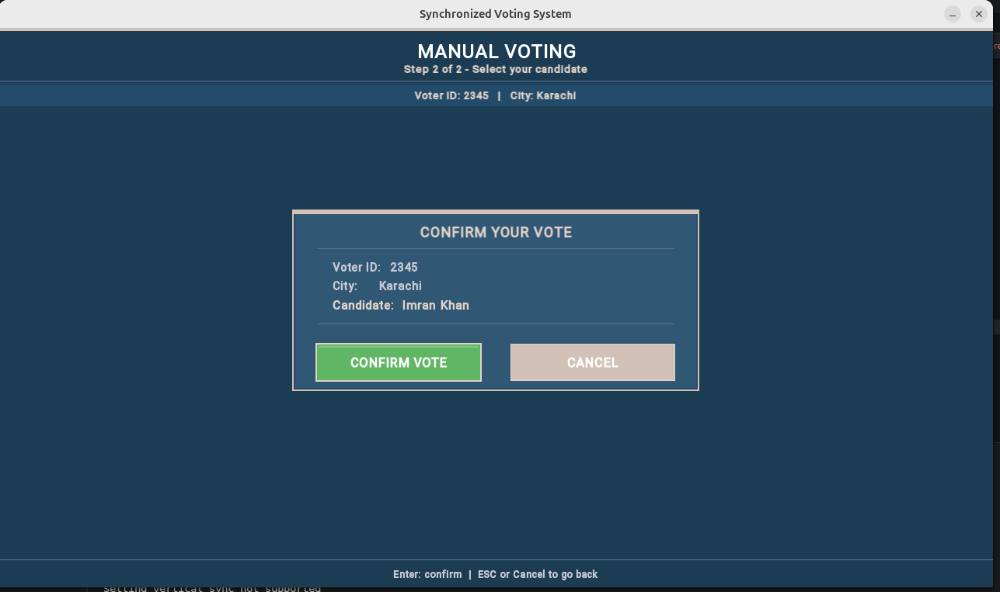 Synchronized Voting System
MANUAL VOTING
Step 2 of 2 - Select your candidate
Voter ID: 2345 | City: Karachi
CONFIRM YOUR VOTE
Voter ID: 2345
City: Karachi
Candidate: Imran Khan
CONFIRM VOTE CANCEL
Enter: confirm | ESC or Cancel to go back
Setting vertical sync not supported